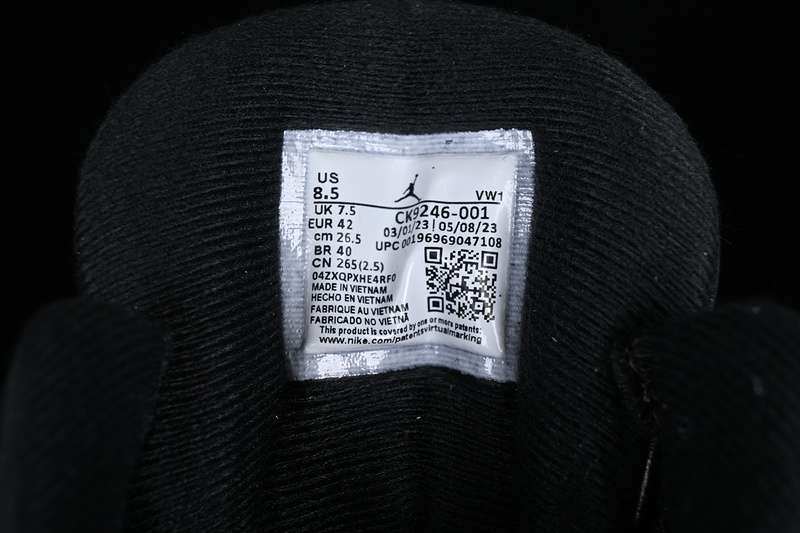 US
8.5
VW1
UK 7.5
CK9246-001
EUR 42
03/01/23 | 05/08/23
cm 26.5
UPC 00196969047108
BR 40
CN 265(2.5)
04ZXQPXHE4RF0
MADE IN VIETNAM
HECHO EN VIETNAM
FABRIQUE AU VIETNAM
FABRICADO NO VIETNÃ
This product is covered by one or more patents:
www.nike.com/patentsvirtualmarking